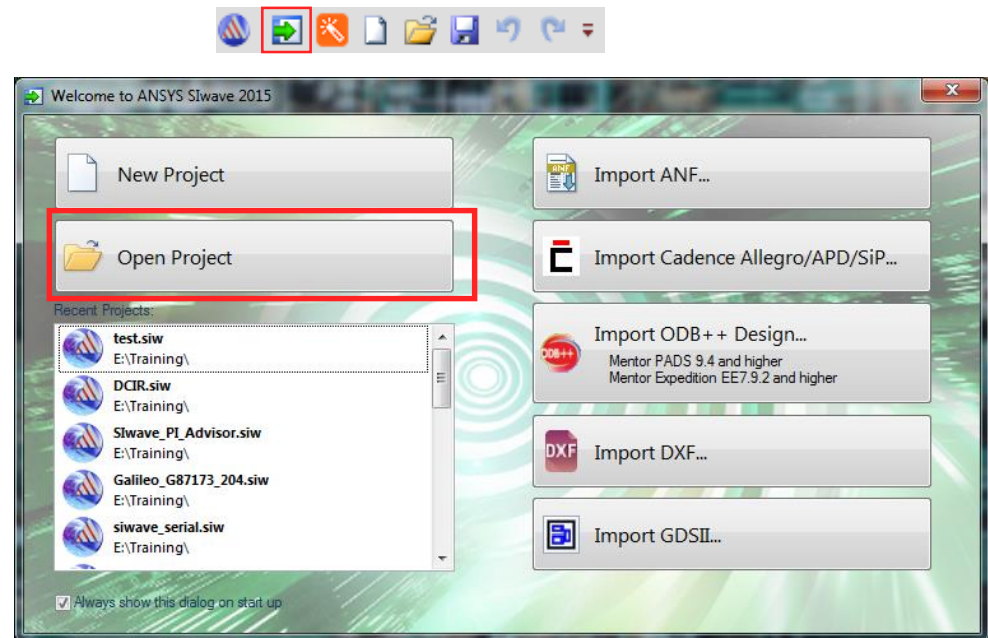 Welcome to ANSYS SIwave 2015
New Project
Open Project
Recent Projects:
test.siw
E:\Training\
DCIR.siw
E:\Training\
SIwave_PI_Advisor.siw
E:\Training\
Galileo_G87173_204.siw
E:\Training\
siwave_serial.siw
E:\Training\
Always show this dialog on start up
ANF
Import ANF...
Import Cadence Allegro/APD/SiP...
ODB++
Import ODB++ Design...
Mentor PADS 9.4 and higher
Mentor Expedition EE7.9.2 and higher
DXF
Import DXF...
Import GDSII...